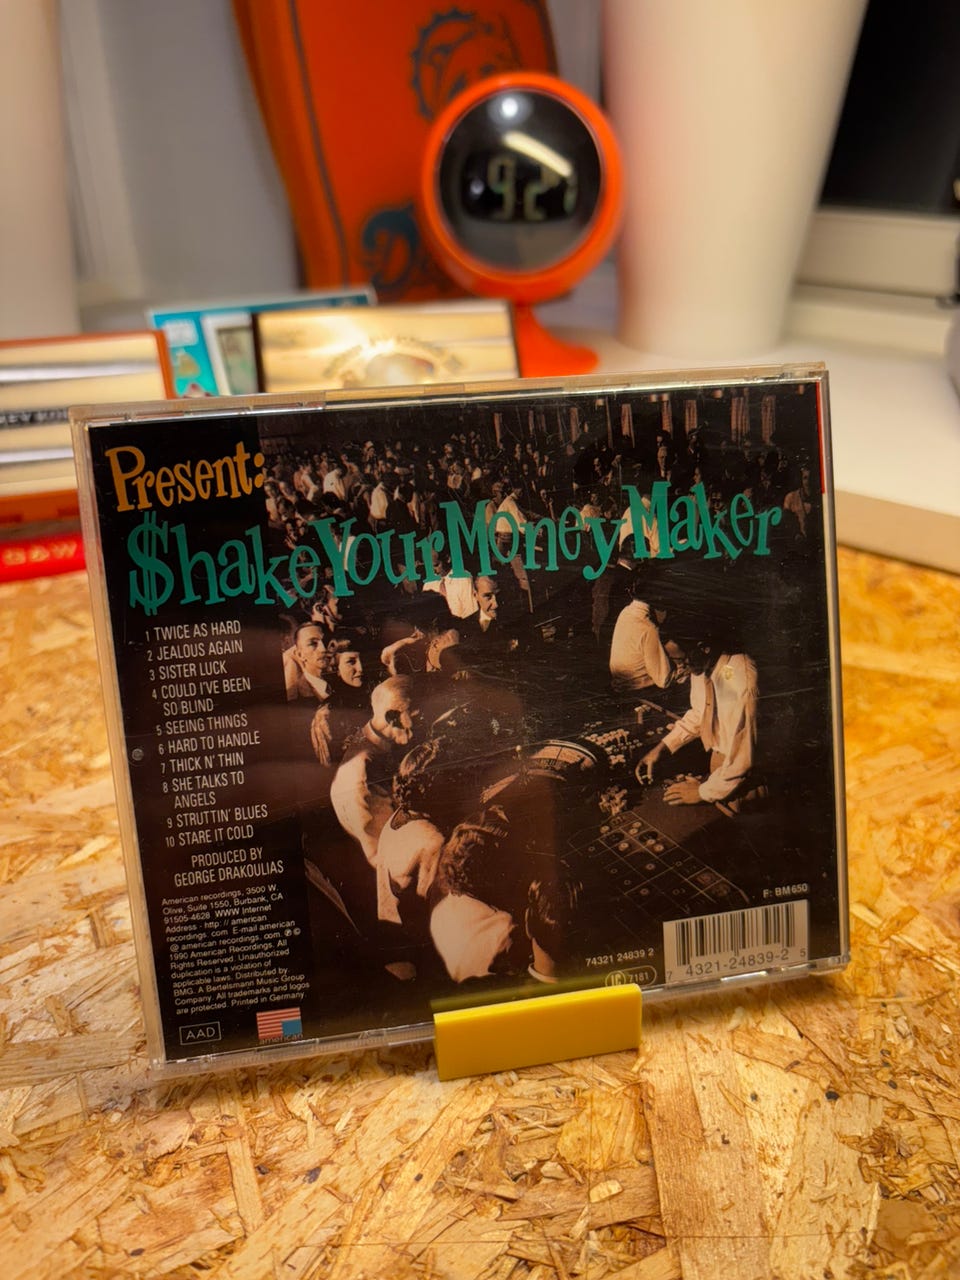 9:27
Present:
$hake Your Money Maker
1 TWICE AS HARD
2 JEALOUS AGAIN
3 SISTER LUCK
4 COULD I'VE BEEN
SO BLIND
5 SEEING THINGS
6 HARD TO HANDLE
7 THICK N' THIN
8 SHE TALKS TO
ANGELS
9 STRUTTIN' BLUES
10 STARE IT COLD
PRODUCED BY
GEORGE DRAKOULIAS
American recordings, 3500 W.
Olive, Suite 1550, Burbank, CA
91505-4628 WWW Internet
Address - http:// american
recordings. com E-mail american
@ american recordings. com. ℗ ©
1990 American Recordings. All
Rights Reserved. Unauthorized
duplication is a violation of
applicable laws. Distributed by
BMG. A Bertelsmann Music Group
Company. All trademarks and logos
are protected. Printed in Germany.
AAD
american
F: BM 650
74321 24839 2
LC 7181
7 4321-24839-2 5